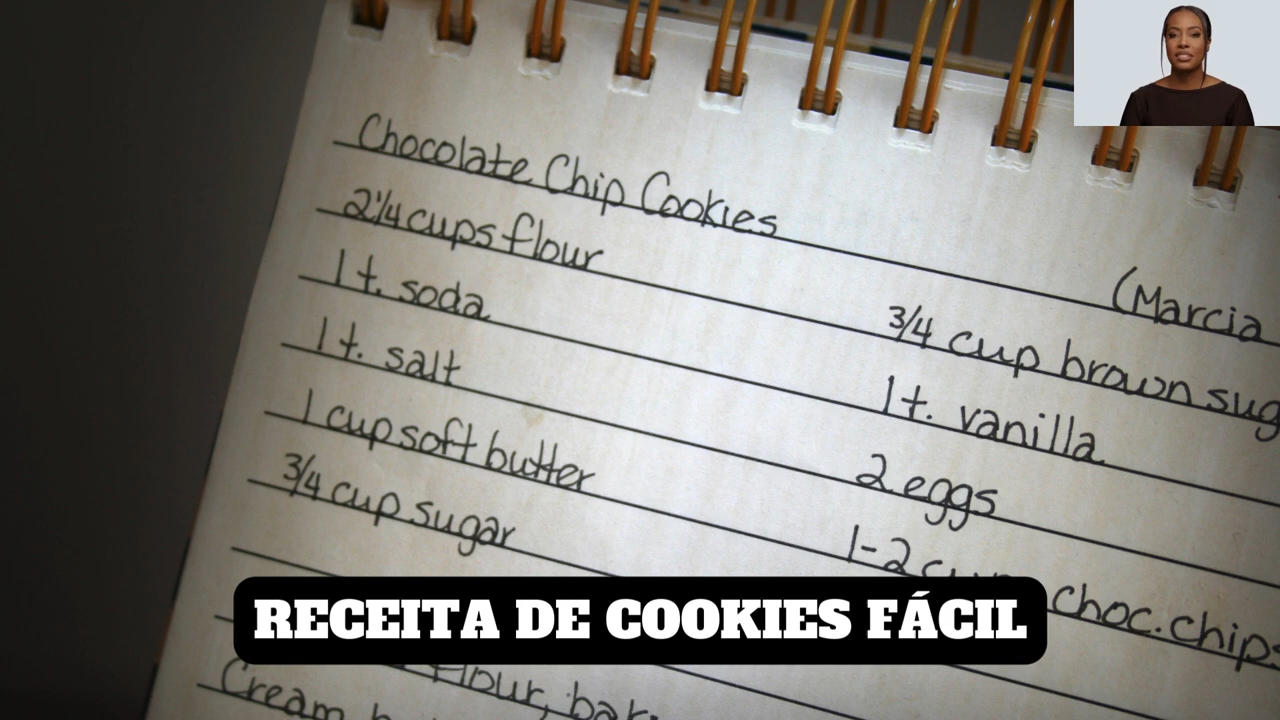 Chocolate Chip Cookies
(Marcia
2 1/4 cups flour
3/4 cup brown sug
1 t. soda
1 t. vanilla
1 t. salt
2 eggs
1 cup soft butter
1-2 choc. chips
3/4 cup sugar
RECEITA DE COOKIES FÁCIL
flour,
Cream